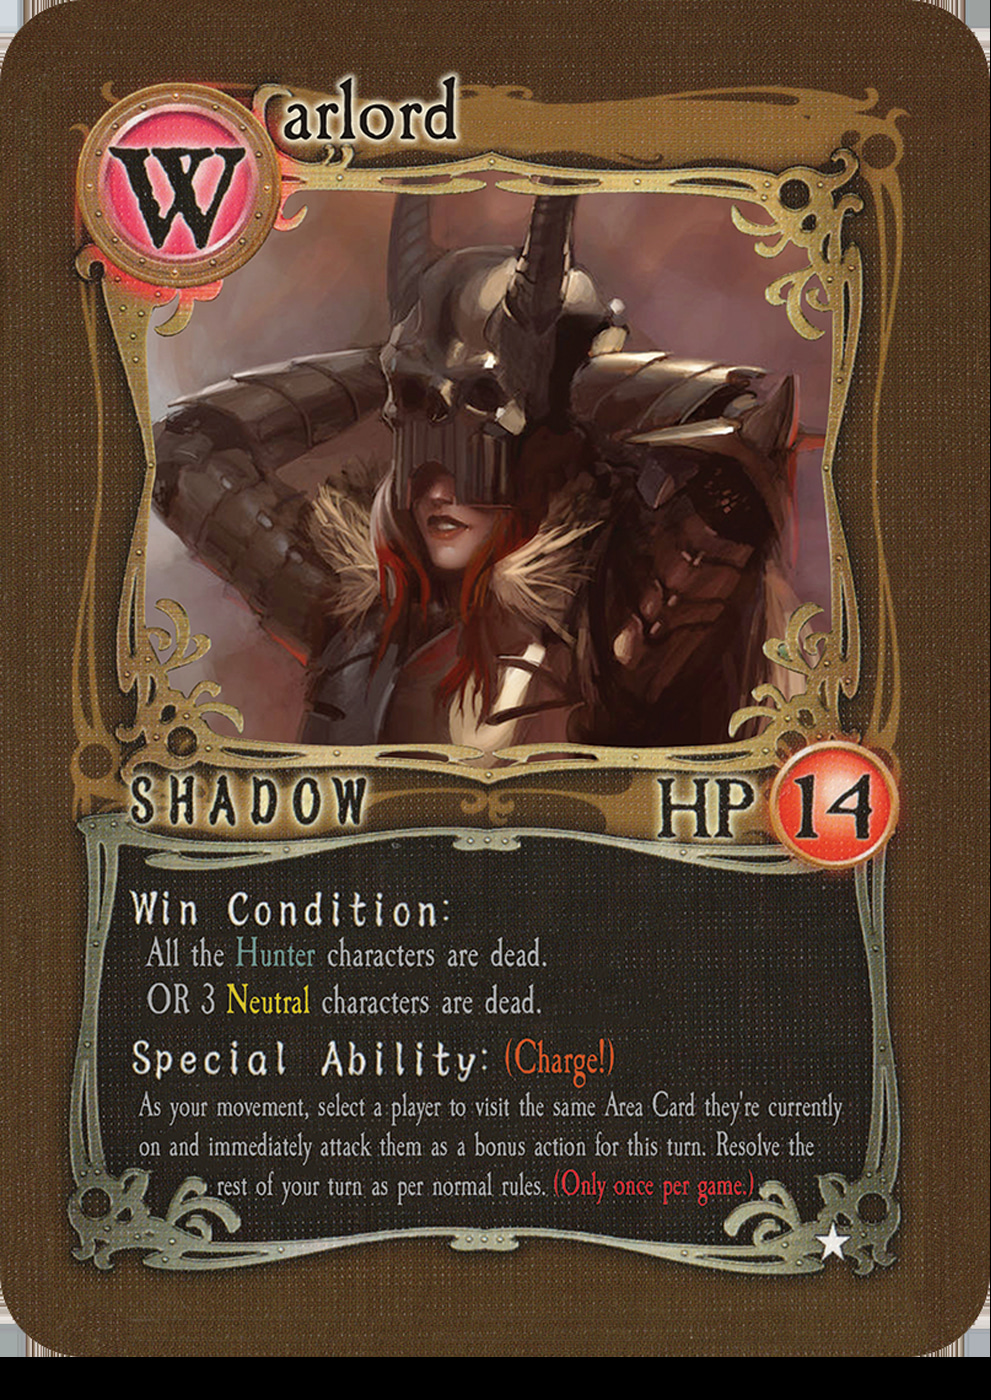 Warlord
SHADOW HP 14
Win Condition:
All the Hunter characters are dead.
OR 3 Neutral characters are dead.
Special Ability: (Charge!)
As your movement, select a player to visit the same Area Card they're currently
on and immediately attack them as a bonus action for this turn. Resolve the
rest of your turn as per normal rules. (Only once per game.)